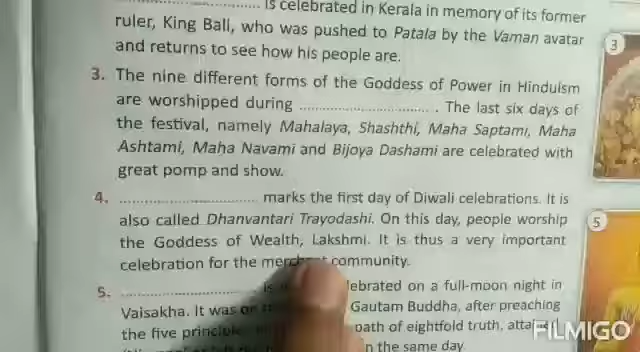 ............................ is celebrated in Kerala in memory of its former
ruler, King Ball, who was pushed to Patala by the Vaman avatar
and returns to see how his people are.
3. The nine different forms of the Goddess of Power in Hinduism
are worshipped during ................................. The last six days of
the festival, namely Mahalaya, Shashthi, Maha Saptami, Maha
Ashtami, Maha Navami and Bijoya Dashami are celebrated with
great pomp and show.
4. ................................. marks the first day of Diwali celebrations. It is
also called Dhanvantari Trayodashi. On this day, people worship
the Goddess of Wealth, Lakshmi. It is thus a very important
celebration for the community.
5. ................................. on a full-moon night in
Vaisakha. It was Gautam Buddha, after preaching
the five oath of eightfold truth,
n the same day.
3
5
FILMIGO